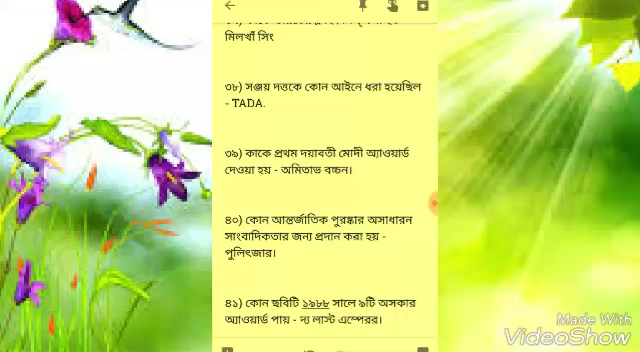 মিলখাঁ সিং
৩৮) সঞ্জয় দত্তকে কোন আইনে ধরা হয়েছিল
- TADA.
৩৯) কাকে প্রথম দয়াবতী মোদী অ্যাওয়ার্ড
দেওয়া হয় - অমিতাভ বচ্চন।
৪০) কোন আন্তর্জাতিক পুরষ্কার অসাধারন
সাংবাদিকতার জন্য প্রদান করা হয় -
পুলিৎজার।
৪১) কোন ছবিটি ১৯৮৮ সালে ৯টি অসকার
অ্যাওয়ার্ড পায় - দ্য লাস্ট এম্পেরর।
Made With
VideoShow